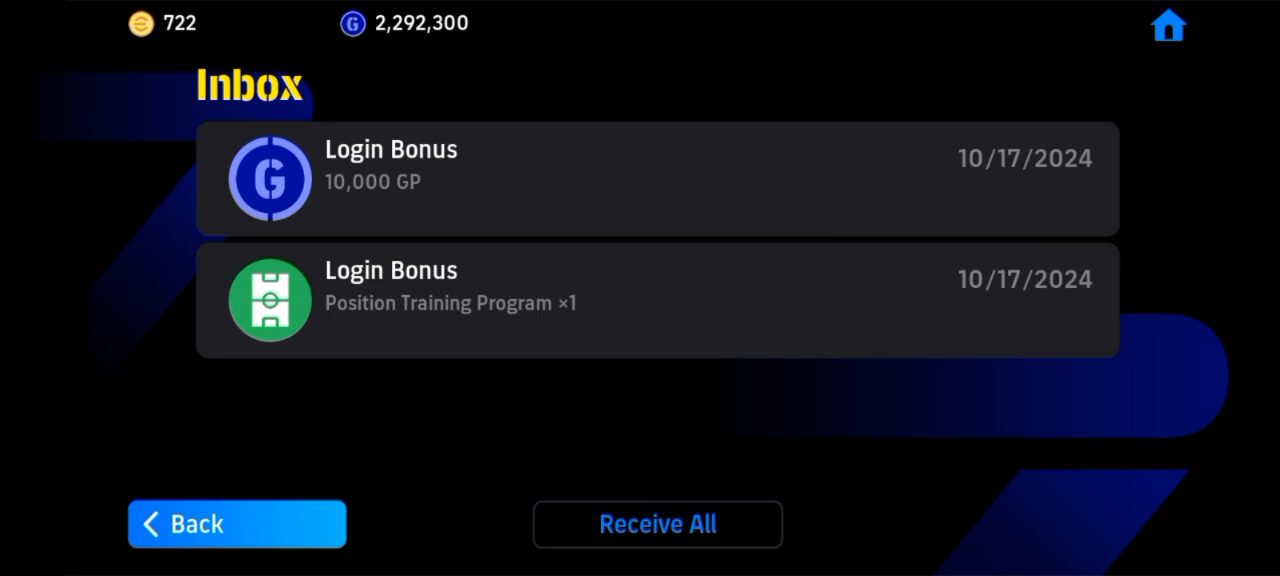 722
2,292,300
Inbox
Login Bonus
10/17/2024
10,000 GP
Login Bonus
10/17/2024
Position Training Program ×1
Back
Receive All